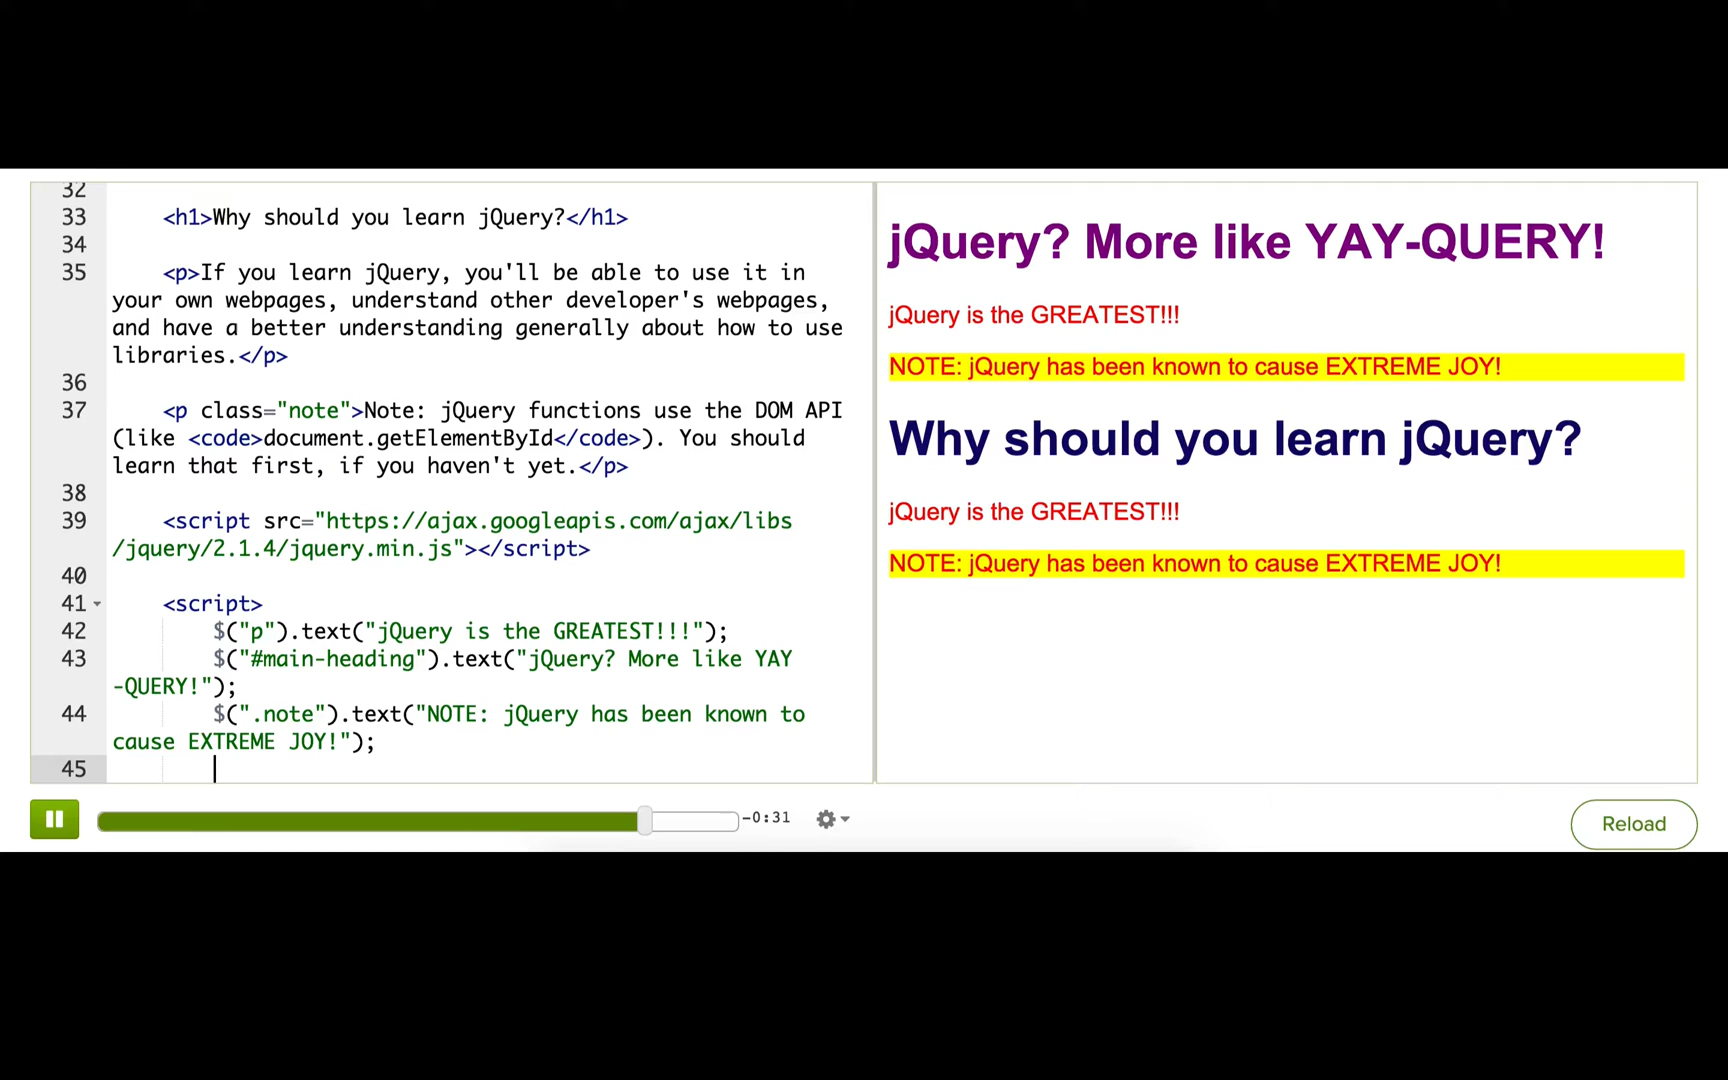 32
33 <h1>Why should you learn jQuery?</h1>
34
35 <p>If you learn jQuery, you'll be able to use it in
your own webpages, understand other developer's webpages,
and have a better understanding generally about how to use
libraries.</p>
36
37 <p class="note">Note: jQuery functions use the DOM API
(like <code>document.getElementById</code>). You should
learn that first, if you haven't yet.</p>
38
39 <script src="https://ajax.googleapis.com/ajax/libs
/jquery/2.1.4/jquery.min.js"></script>
40
41 <script>
42 $("p").text("jQuery is the GREATEST!!!");
43 $("#main-heading").text("jQuery? More like YAY
-QUERY!");
44 $(".note").text("NOTE: jQuery has been known to
cause EXTREME JOY!");
45
jQuery? More like YAY-QUERY!
jQuery is the GREATEST!!!
NOTE: jQuery has been known to cause EXTREME JOY!
Why should you learn jQuery?
jQuery is the GREATEST!!!
NOTE: jQuery has been known to cause EXTREME JOY!
-0:31
Reload